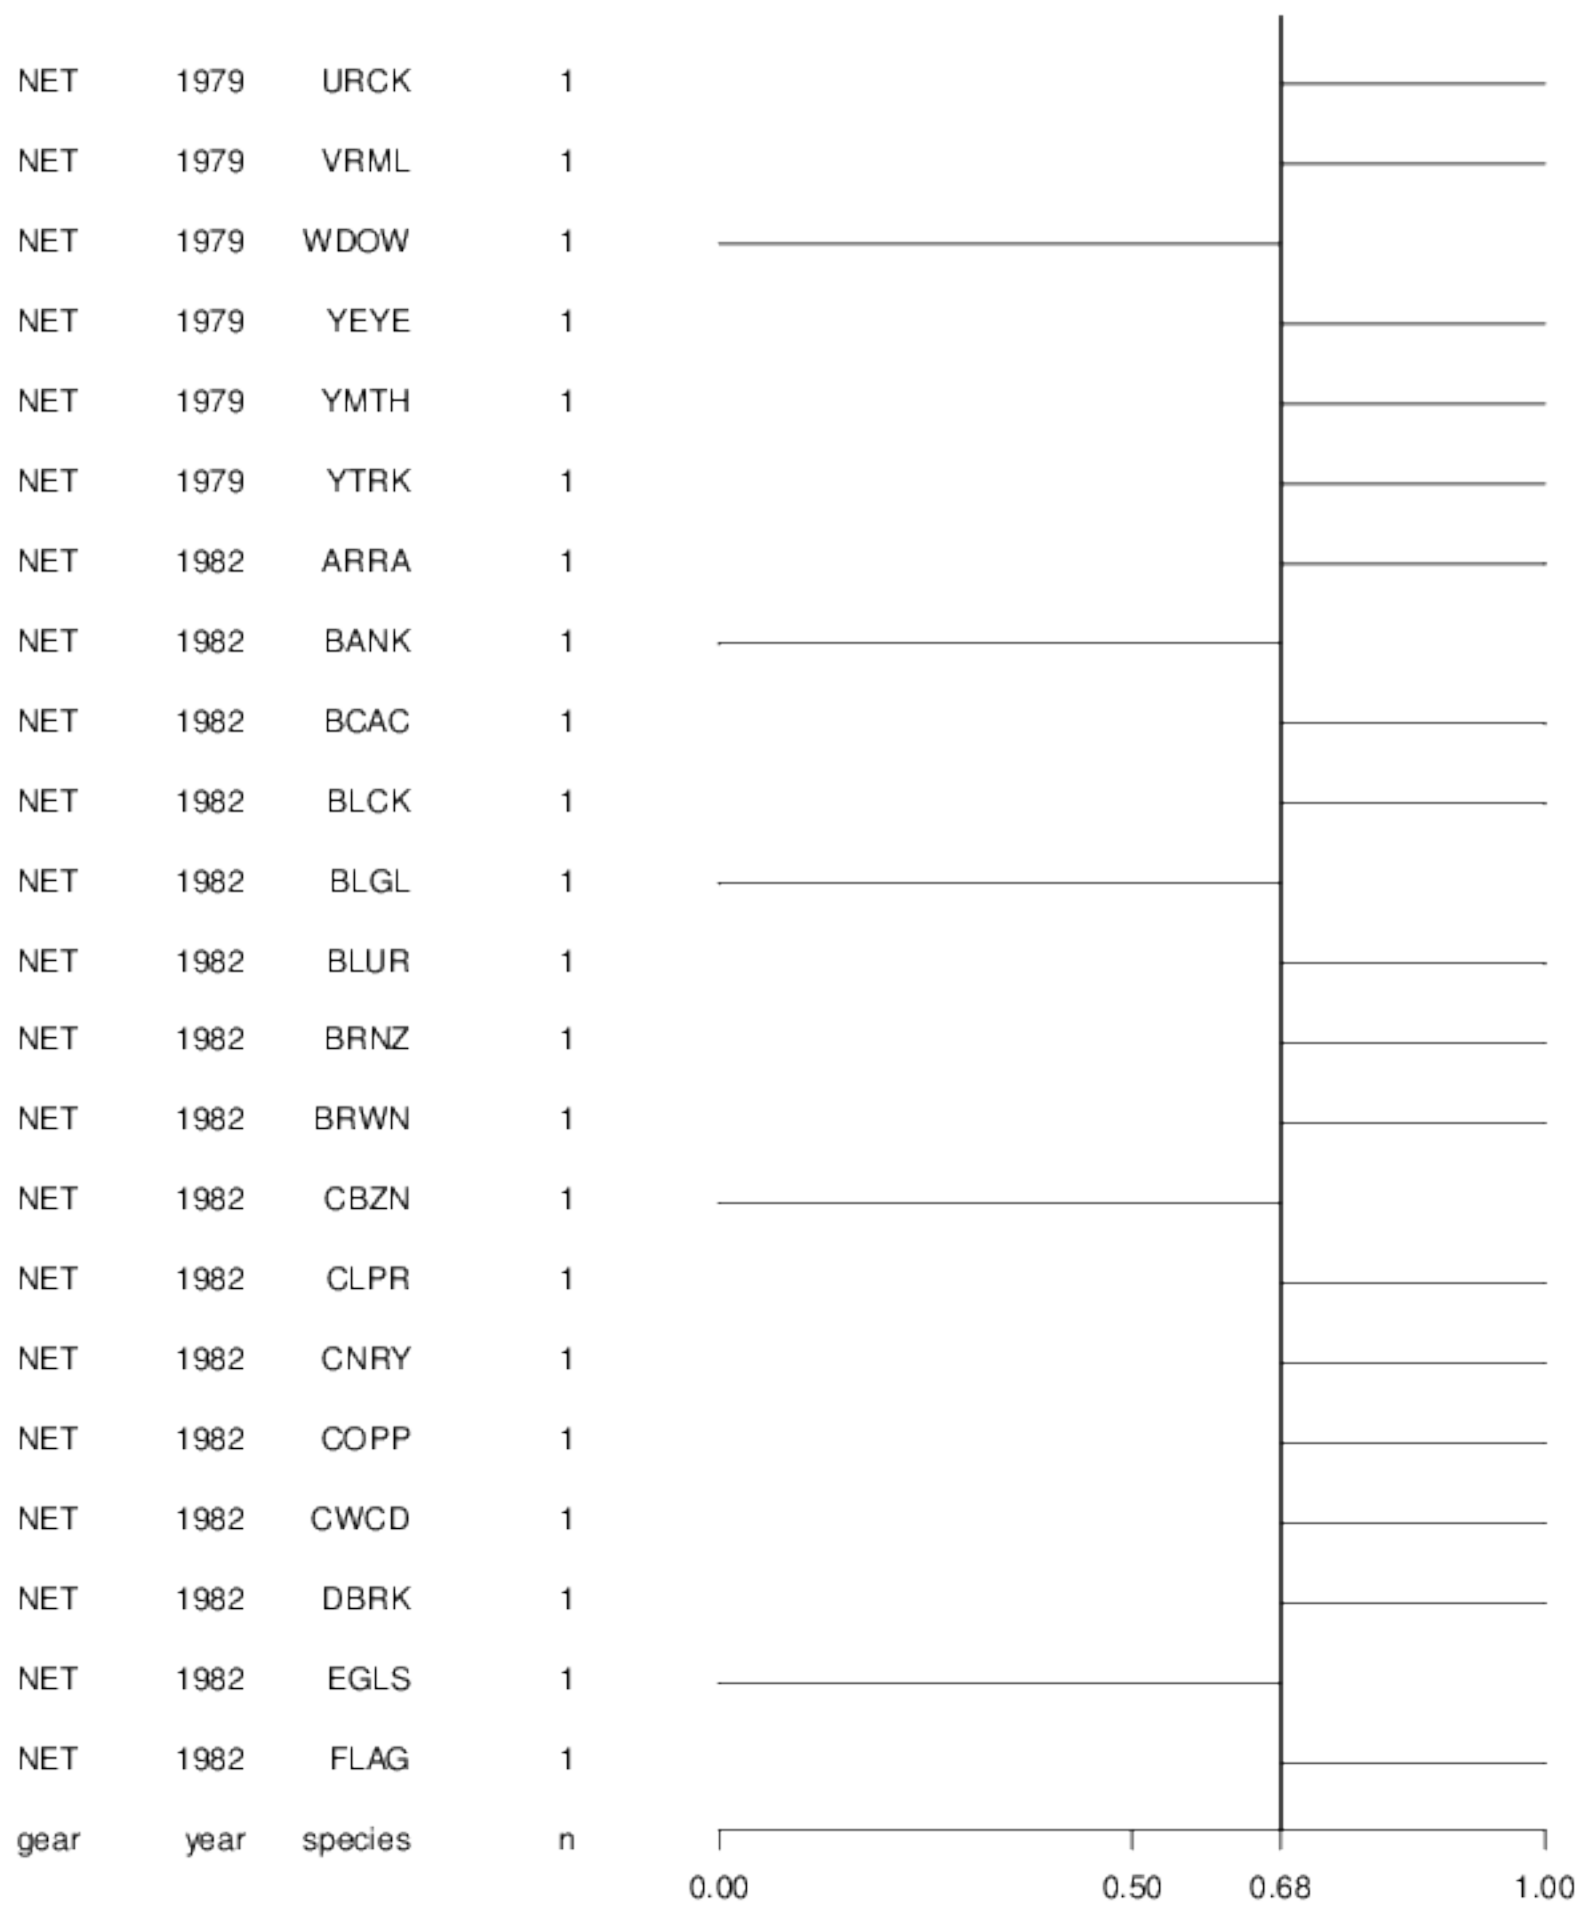 NET 1979 URCK 1
NET 1979 VRML 1
NET 1979 WDOW 1
NET 1979 YEYE 1
NET 1979 YMTH 1
NET 1979 YTRK 1
NET 1982 ARRA 1
NET 1982 BANK 1
NET 1982 BCAC 1
NET 1982 BLCK 1
NET 1982 BLGL 1
NET 1982 BLUR 1
NET 1982 BRNZ 1
NET 1982 BRWN 1
NET 1982 CBZN 1
NET 1982 CLPR 1
NET 1982 CNRY 1
NET 1982 COPP 1
NET 1982 CWCD 1
NET 1982 DBRK 1
NET 1982 EGLS 1
NET 1982 FLAG 1
gear year species n
0.00 0.50 0.68 1.00